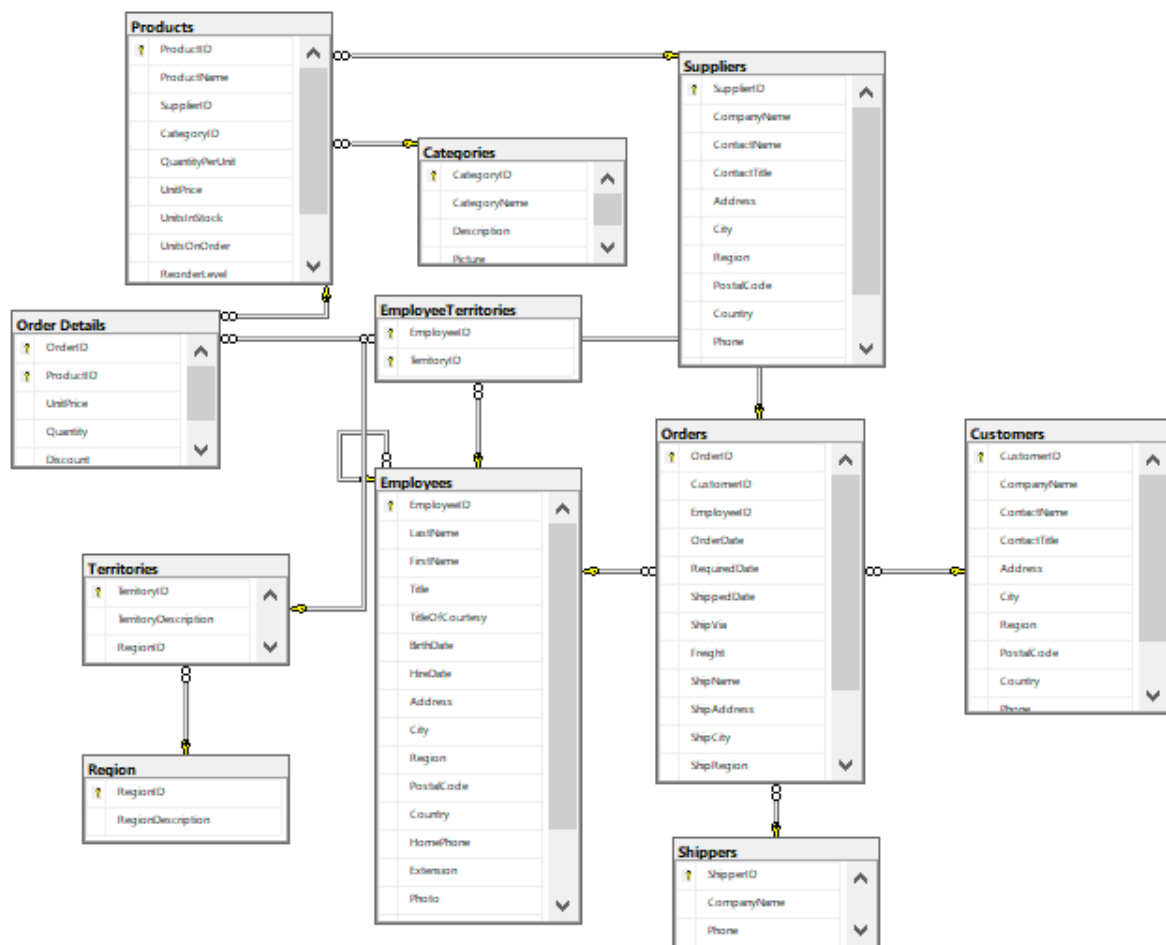 Products
ProductID
ProductName
SupplierID
CategoryID
QuantityPerUnit
UnitPrice
UnitsInStock
UnitsOnOrder
ReorderLevel
Suppliers
SupplierID
CompanyName
ContactName
ContactTitle
Address
City
Region
PostalCode
Country
Phone
Categories
CategoryID
CategoryName
Description
Picture
Order Details
OrderID
ProductID
UnitPrice
Quantity
Discount
EmployeeTerritories
EmployeeID
TerritoryID
Employees
EmployeeID
LastName
FirstName
Title
TitleOfCourtesy
BirthDate
HireDate
Address
City
Region
PostalCode
Country
HomePhone
Extension
Photo
Orders
OrderID
CustomerID
EmployeeID
OrderDate
RequiredDate
ShippedDate
ShipVia
Freight
ShipName
ShipAddress
ShipCity
ShipRegion
Customers
CustomerID
CompanyName
ContactName
ContactTitle
Address
City
Region
PostalCode
Country
Phone
Territories
TerritoryID
TerritoryDescription
RegionID
Region
RegionID
RegionDescription
Shippers
ShipperID
CompanyName
Phone